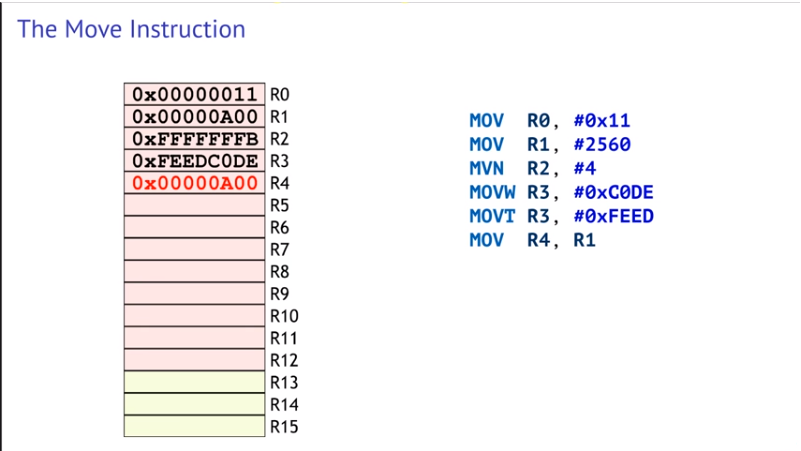 The Move Instruction
0x00000011 R0
0x00000A00 R1
0xFFFFFFFB R2
0xFEEDC0DE R3
0x00000A00 R4
R5
R6
R7
R8
R9
R10
R11
R12
R13
R14
R15
MOV R0, #0x11
MOV R1, #2560
MVN R2, #4
MOVW R3, #0xC0DE
MOVT R3, #0xFEED
MOV R4, R1